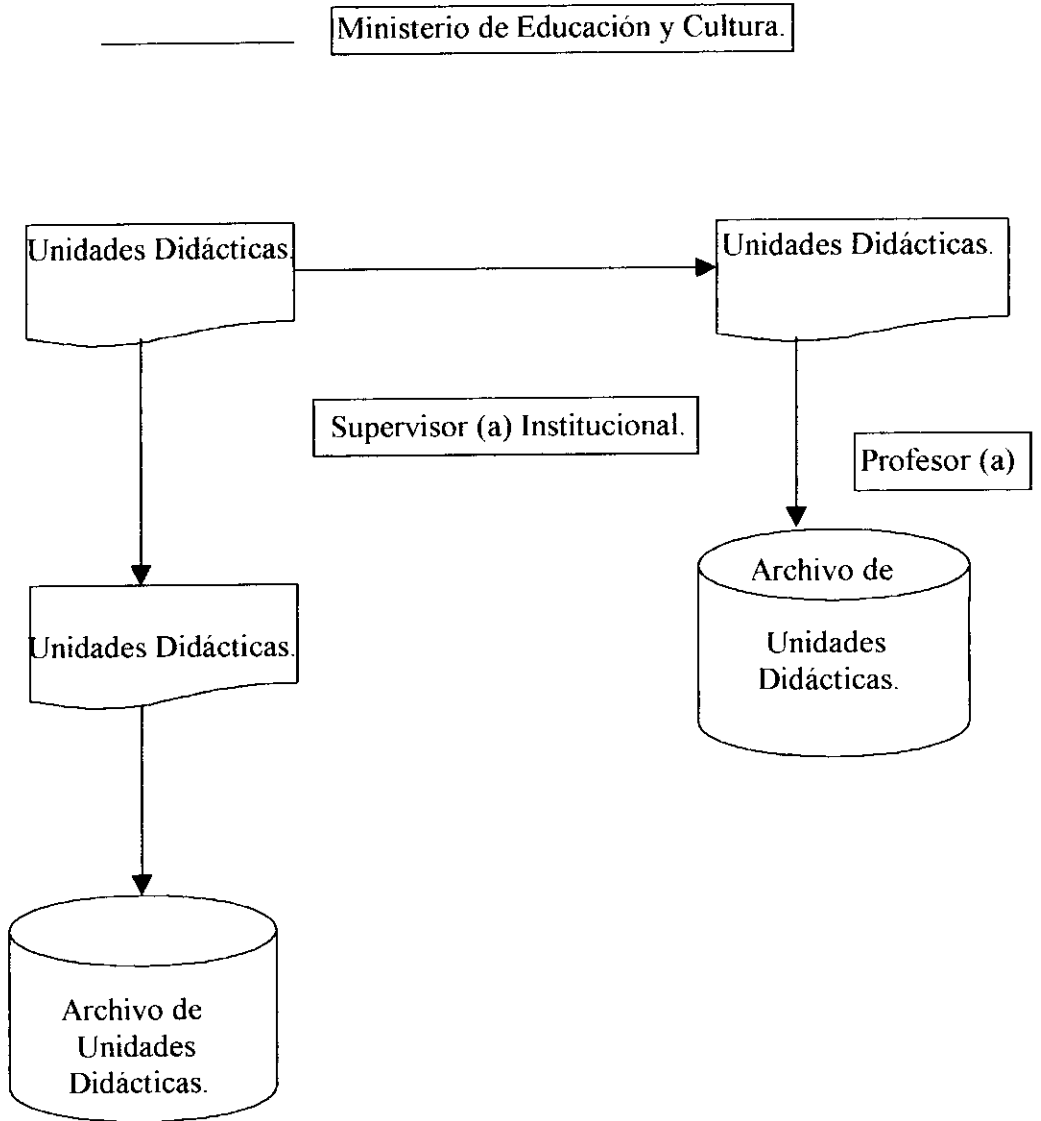 Ministerio de Educación y Cultura.
Unidades Didácticas.
Unidades Didácticas.
Supervisor (a) Institucional.
Profesor (a)
Archivo de
Unidades
Didácticas.
Unidades Didácticas.
Archivo de
Unidades
Didácticas.